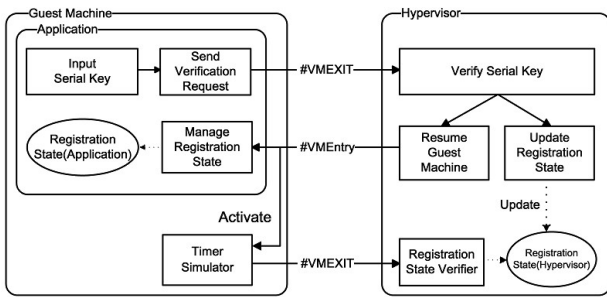 Guest Machine
Application
Input
Serial Key
Send
Verification
Request
#VMEXIT
Registration
State(Application)
Manage
Registration
State
#VMEntry
Activate
Timer
Simulator
#VMEXIT
Hypervisor
Verify Serial Key
Resume
Guest
Machine
Update
Registration
State
Update
Registration
State Verifier
Registration
State(Hypervisor)